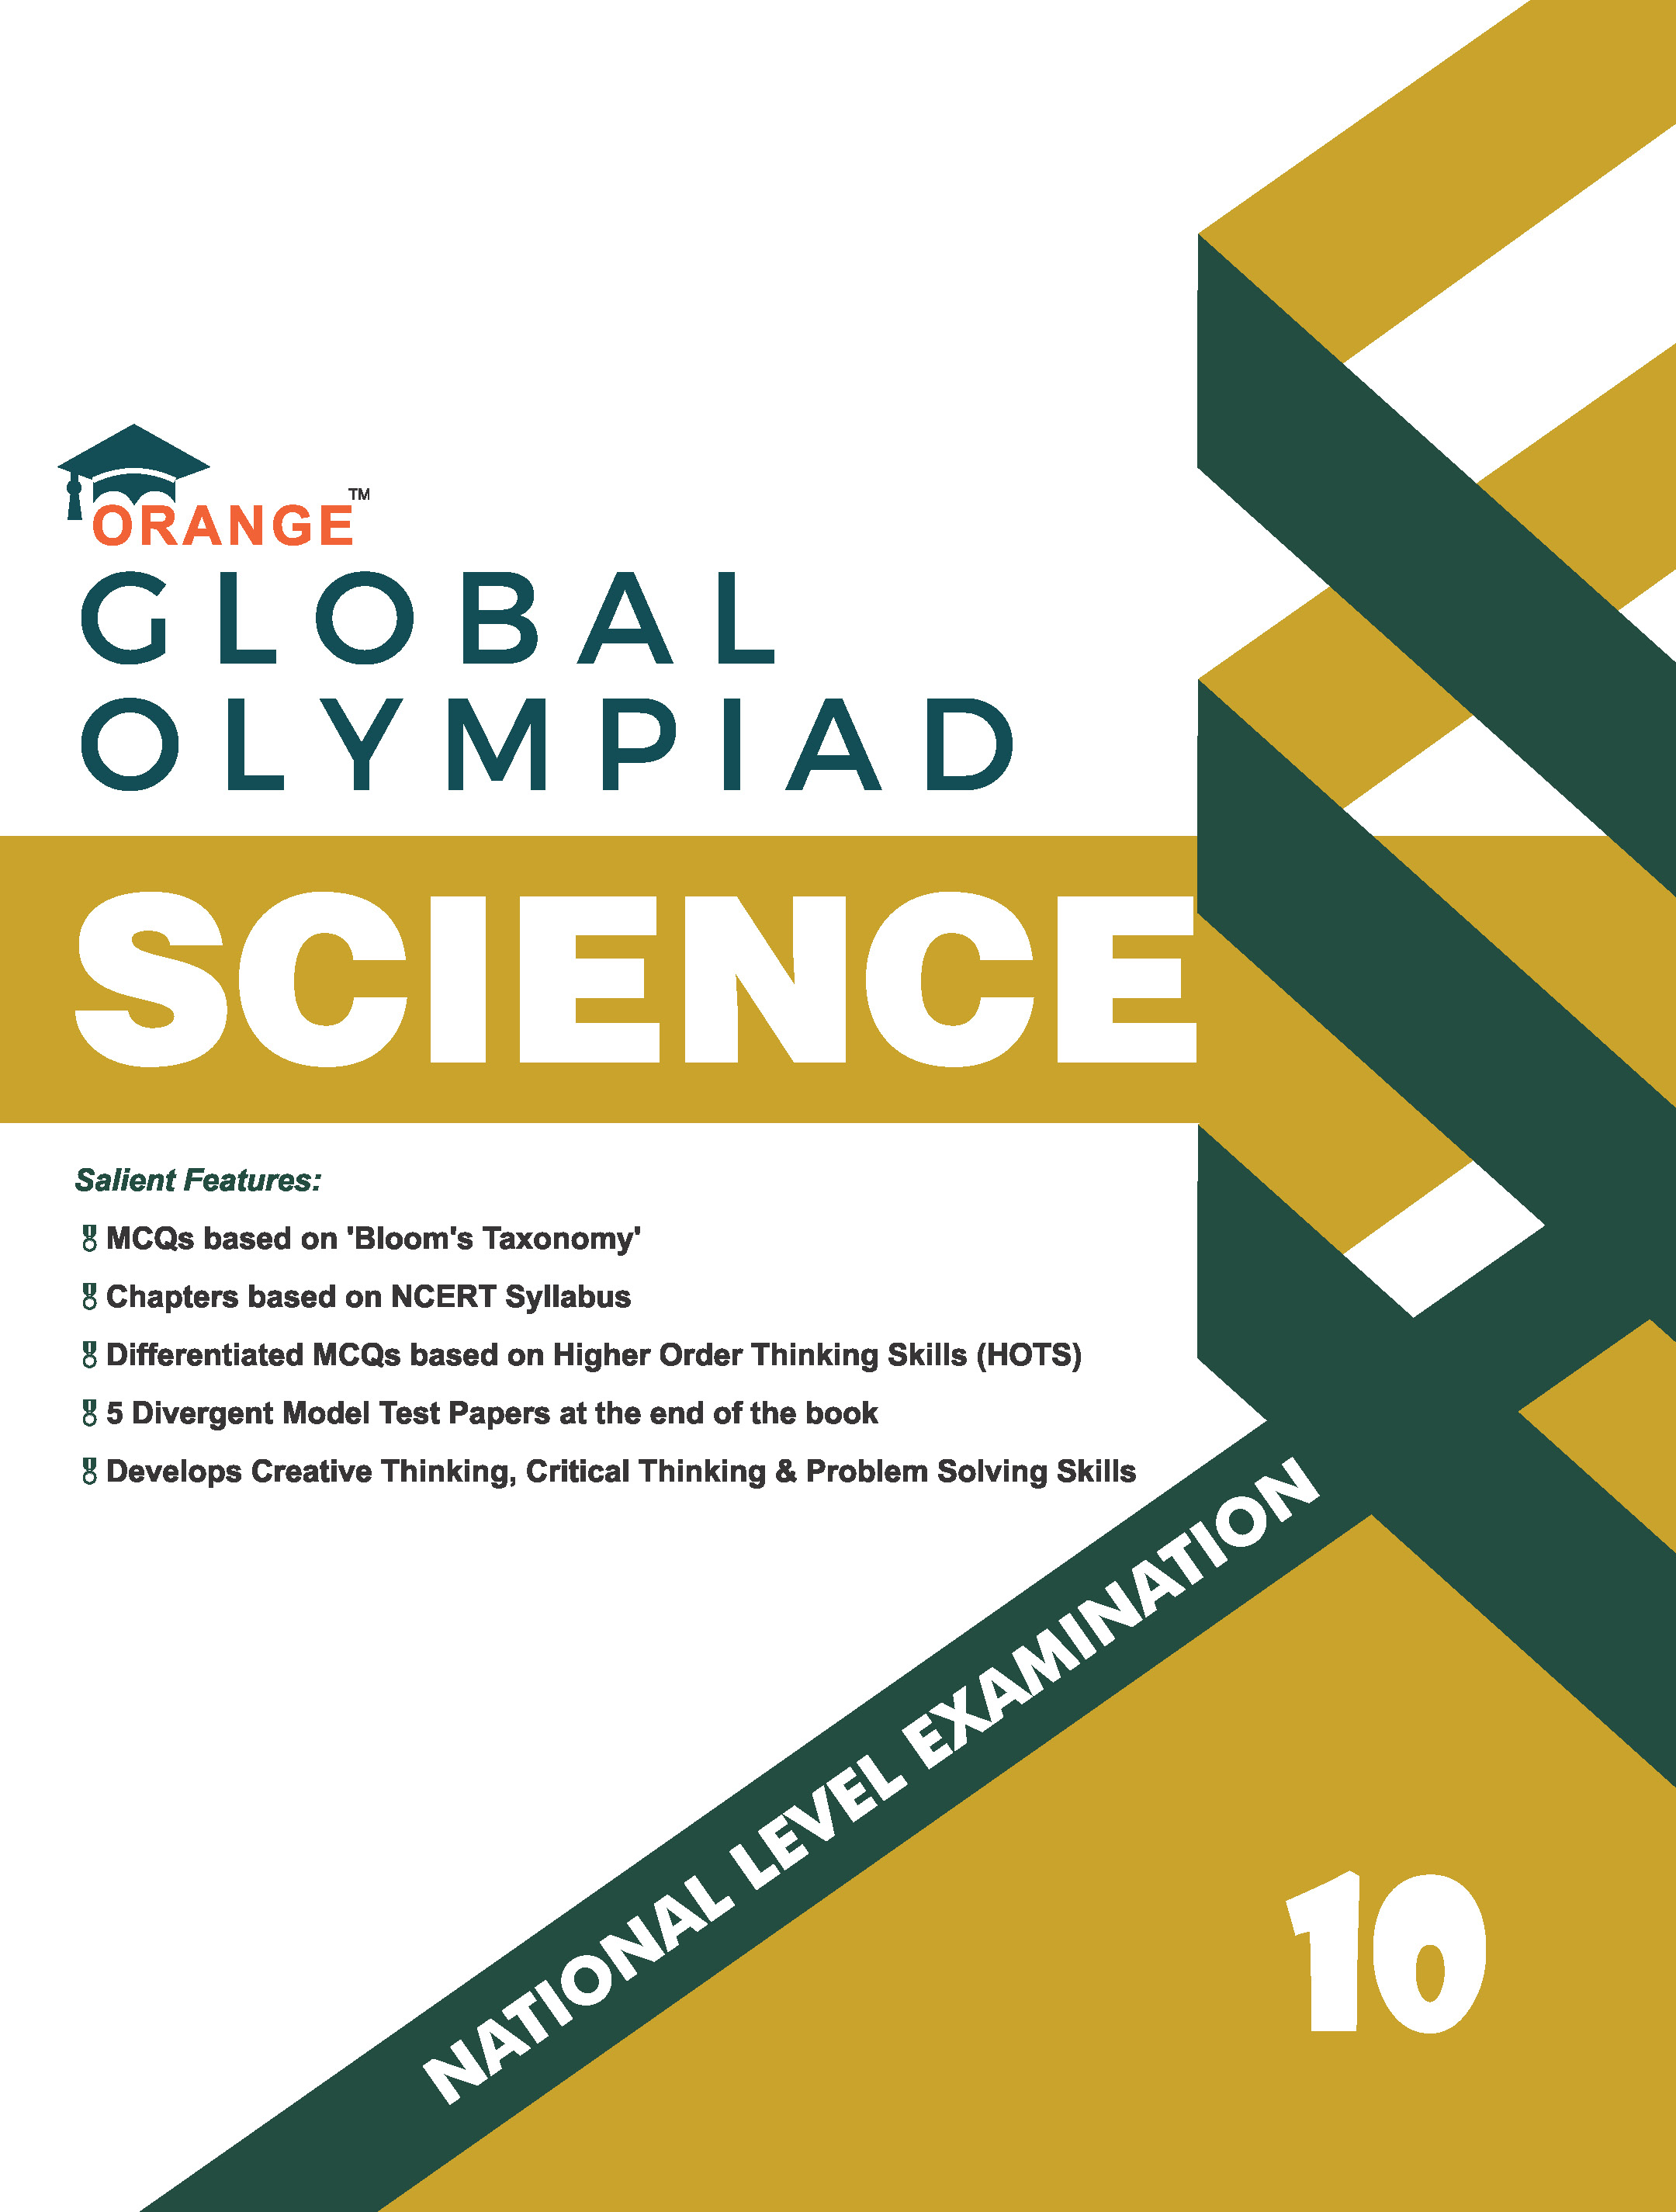 ORANGE™
GLOBAL
OLYMPIAD
SCIENCE
Salient Features:
MCQs based on 'Bloom's Taxonomy'
Chapters based on NCERT Syllabus
Differentiated MCQs based on Higher Order Thinking Skills (HOTS)
5 Divergent Model Test Papers at the end of the book
Develops Creative Thinking, Critical Thinking & Problem Solving Skills
NATIONAL LEVEL EXAMINATION
10